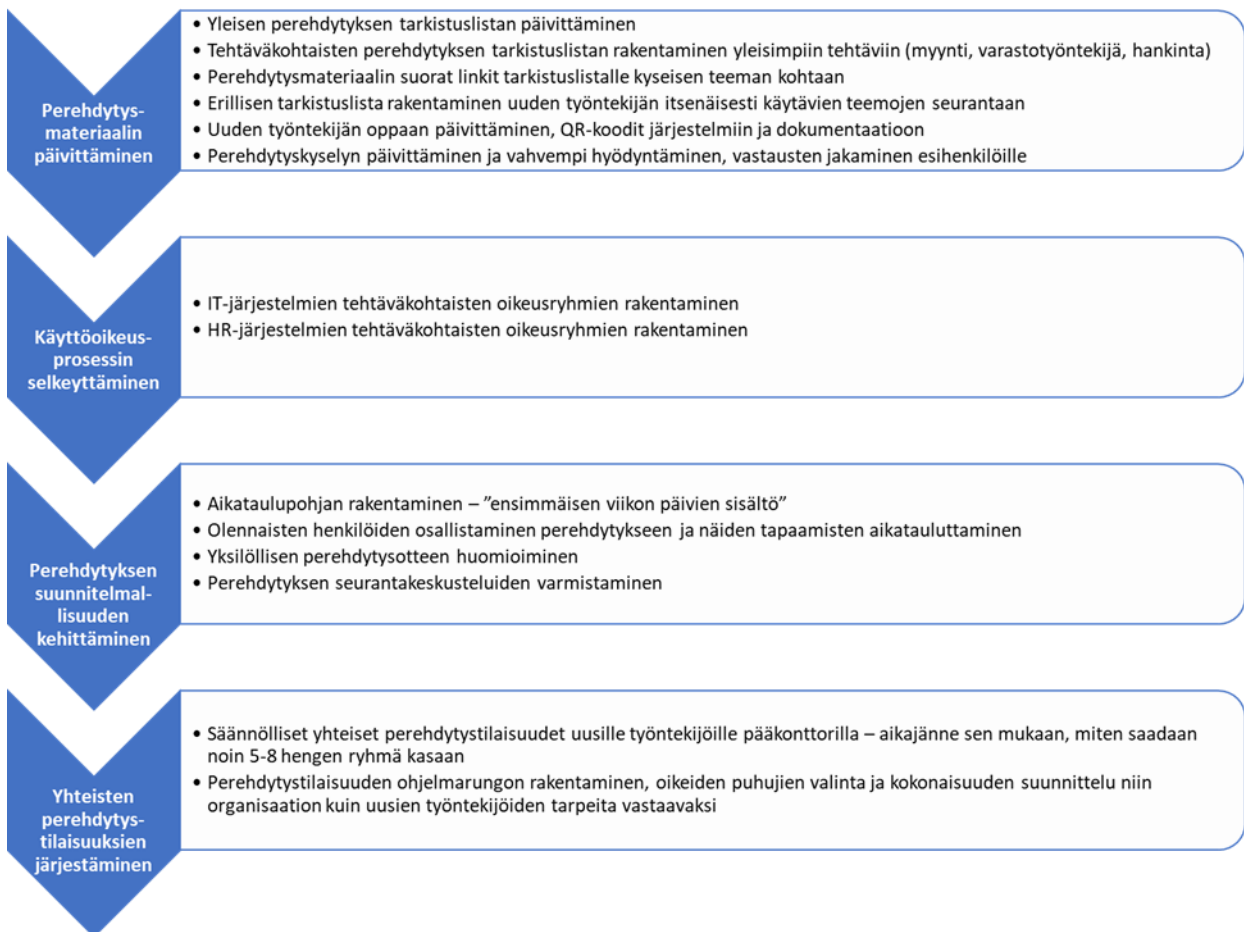 Perehdytys-
materiaalin
päivittäminen
• Yleisen perehdytyksen tarkistuslistan päivittäminen
• Tehtäväkohtaisten perehdytyksen tarkistuslistan rakentaminen yleisimpiin tehtäviin (myynti, varastotyöntekijä, hankinta)
• Perehdytysmateriaalin suorat linkit tarkistuslistalle kyseisen teeman kohtaan
• Erillisen tarkistuslista rakentaminen uuden työntekijän itsenäisesti käytävien teemojen seurantaan
• Uuden työntekijän oppaan päivittäminen, QR-koodit järjestelmiin ja dokumentaatioon
• Perehdytyskyselyn päivittäminen ja vahvempi hyödyntäminen, vastausten jakaminen esihenkilöille
Käyttöoikeus-
prosessin
selkeyttäminen
• IT-järjestelmien tehtäväkohtaisten oikeusryhmien rakentaminen
• HR-järjestelmien tehtäväkohtaisten oikeusryhmien rakentaminen
Perehdytyksen
suunnitelmal-
lisuuden
kehittäminen
• Aikataulupohjan rakentaminen – ”ensimmäisen viikon päivien sisältö”
• Olennaisten henkilöiden osallistaminen perehdytykseen ja näiden tapaamisten aikatauluttaminen
• Yksilöllisen perehdytysotteen huomioiminen
• Perehdytyksen seurantakeskusteluiden varmistaminen
Yhteisten
perehdytys-
tilaisuuksien
järjestäminen
• Säännölliset yhteiset perehdytystilaisuudet uusille työntekijöille pääkonttorilla – aikajänne sen mukaan, miten saadaan
noin 5-8 hengen ryhmä kasaan
• Perehdytystilaisuuden ohjelmarungon rakentaminen, oikeiden puhujien valinta ja kokonaisuuden suunnittelu niin
organisaation kuin uusien työntekijöiden tarpeita vastaavaksi